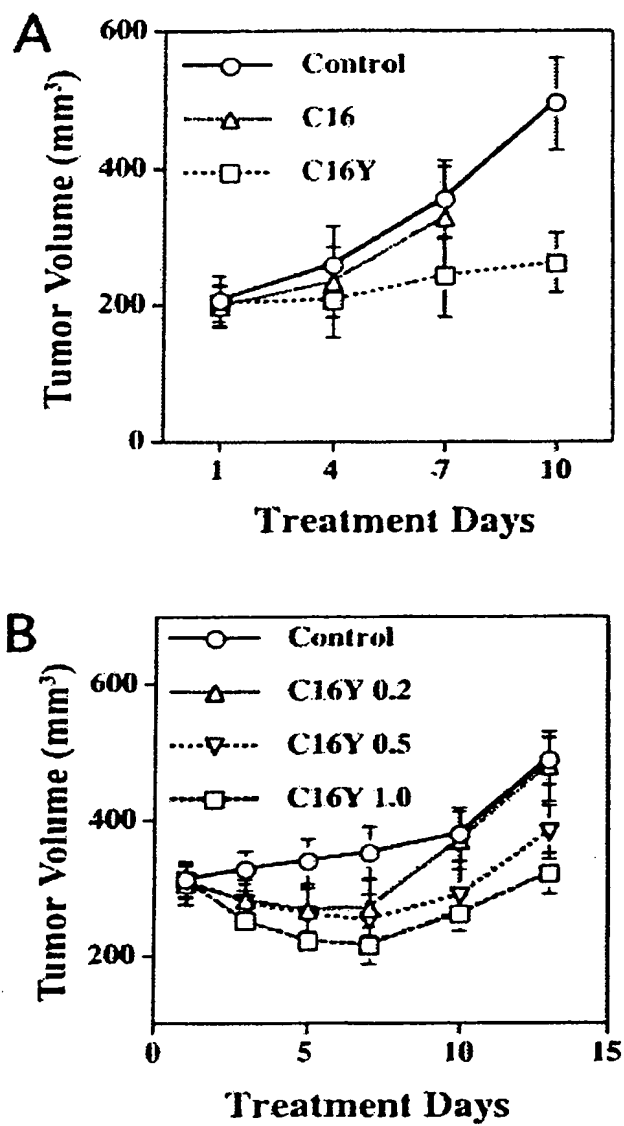 A
600
400
200
0
Tumor Volume (mm³)
Control
C16
C16Y
1 4 7 10
Treatment Days
B
600
400
200
Tumor Volume (mm³)
Control
C16Y 0.2
C16Y 0.5
C16Y 1.0
0 5 10 15
Treatment Days